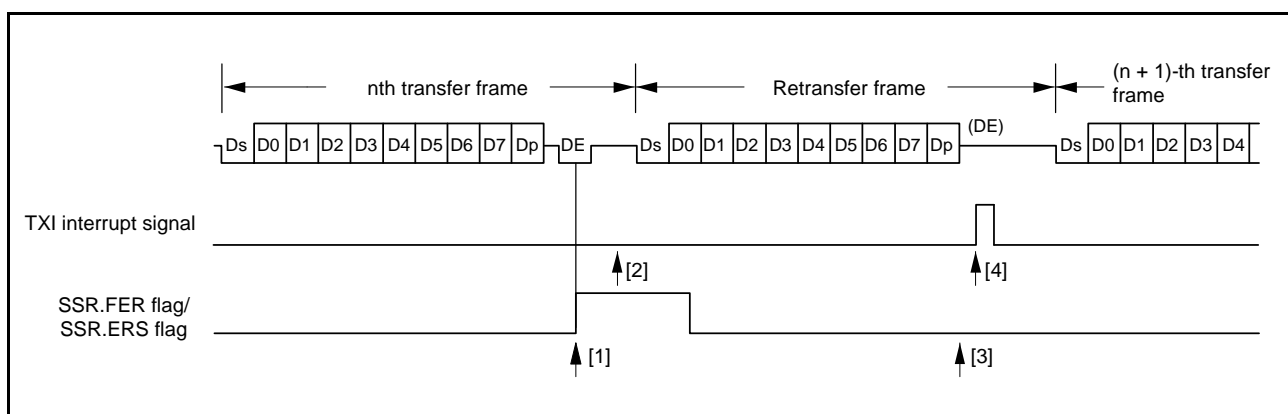 nth transfer frame
Retransfer frame
(n + 1)-th transfer
frame
(DE)
Ds D0 D1 D2 D3 D4 D5 D6 D7 Dp DE Ds D0 D1 D2 D3 D4 D5 D6 D7 Dp Ds D0 D1 D2 D3 D4
TXI interrupt signal
[2] [4]
SSR.FER flag/
SSR.ERS flag
[1] [3]